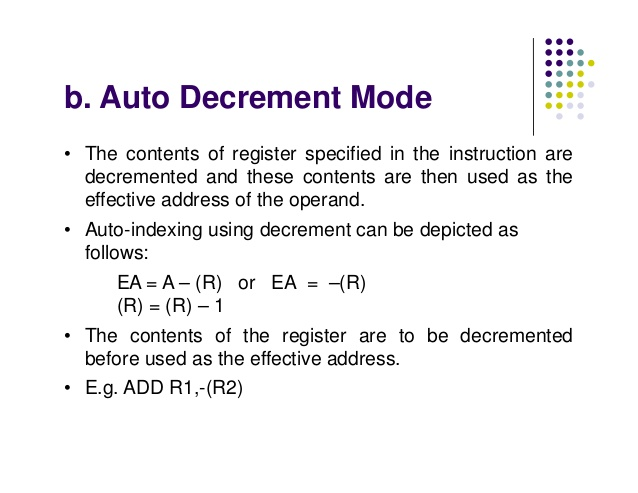 b. Auto Decrement Mode
• The contents of register specified in the instruction are
decremented and these contents are then used as the
effective address of the operand.
• Auto-indexing using decrement can be depicted as
follows:
EA = A – (R) or EA = –(R)
(R) = (R) – 1
• The contents of the register are to be decremented
before used as the effective address.
• E.g. ADD R1,-(R2)